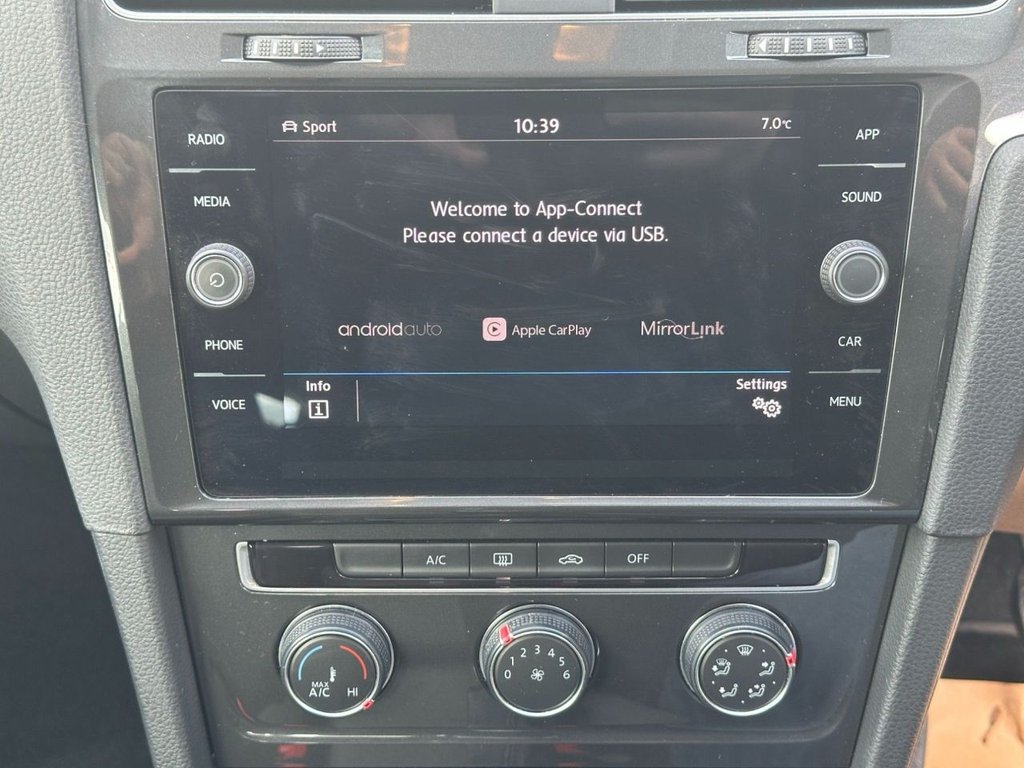 RADIO
MEDIA
PHONE
VOICE
Sport
10:39
7.0°C
Welcome to App-Connect
Please connect a device via USB.
androidauto
Apple CarPlay
MirrorLink
Info
i
Settings
APP
SOUND
CAR
MENU
A/C
OFF
MAX
A/C
HI
0 1 2 3 4 5 6